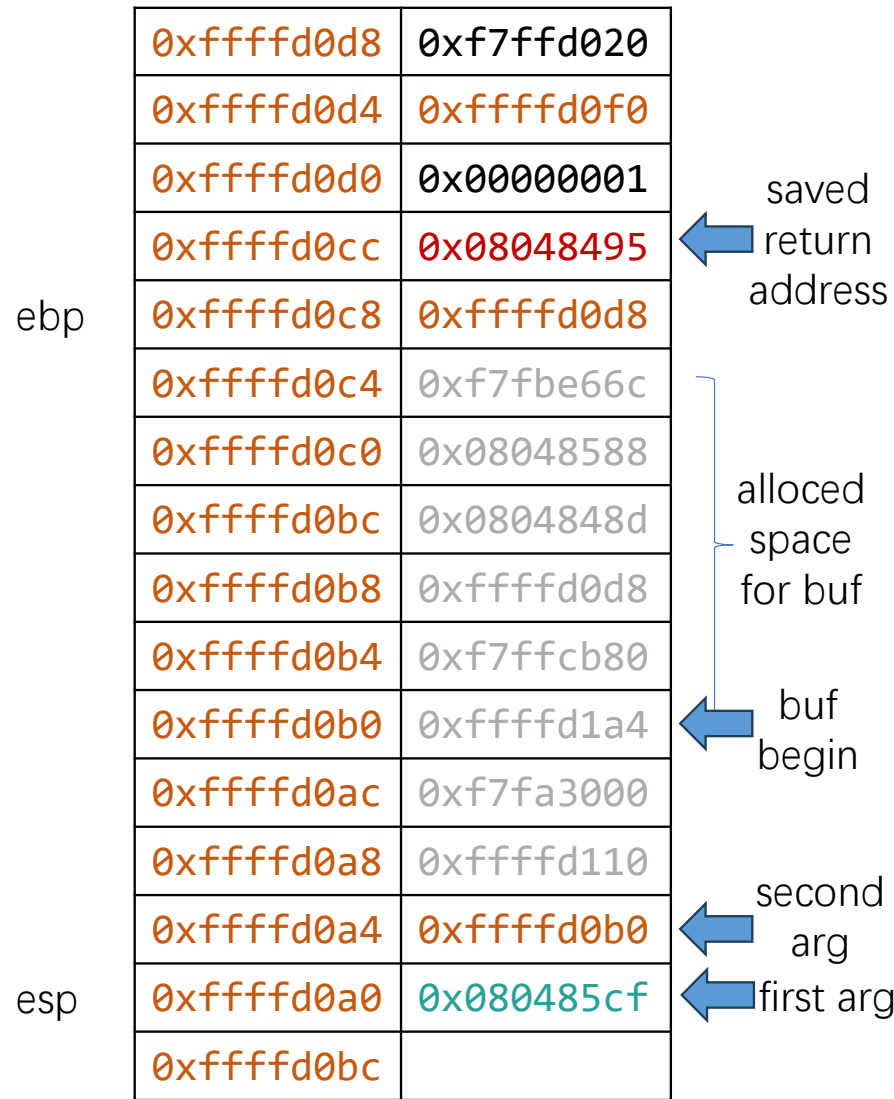 0xffffd0d8 0xf7ffd020
0xffffd0d4 0xffffd0f0
0xffffd0d0 0x00000001
saved
return
address
0xffffd0cc 0x08048495
ebp 0xffffd0c8 0xffffd0d8
0xffffd0c4 0xf7fbe66c
0xffffd0c0 0x08048588
0xffffd0bc 0x0804848d
alloced
space
for buf
0xffffd0b8 0xffffd0d8
0xffffd0b4 0xf7ffcb80
0xffffd0b0 0xffffd1a4
buf
begin
0xffffd0ac 0xf7fa3000
0xffffd0a8 0xffffd110
0xffffd0a4 0xffffd0b0
second
arg
esp 0xffffd0a0 0x080485cf first arg
0xffffd0bc